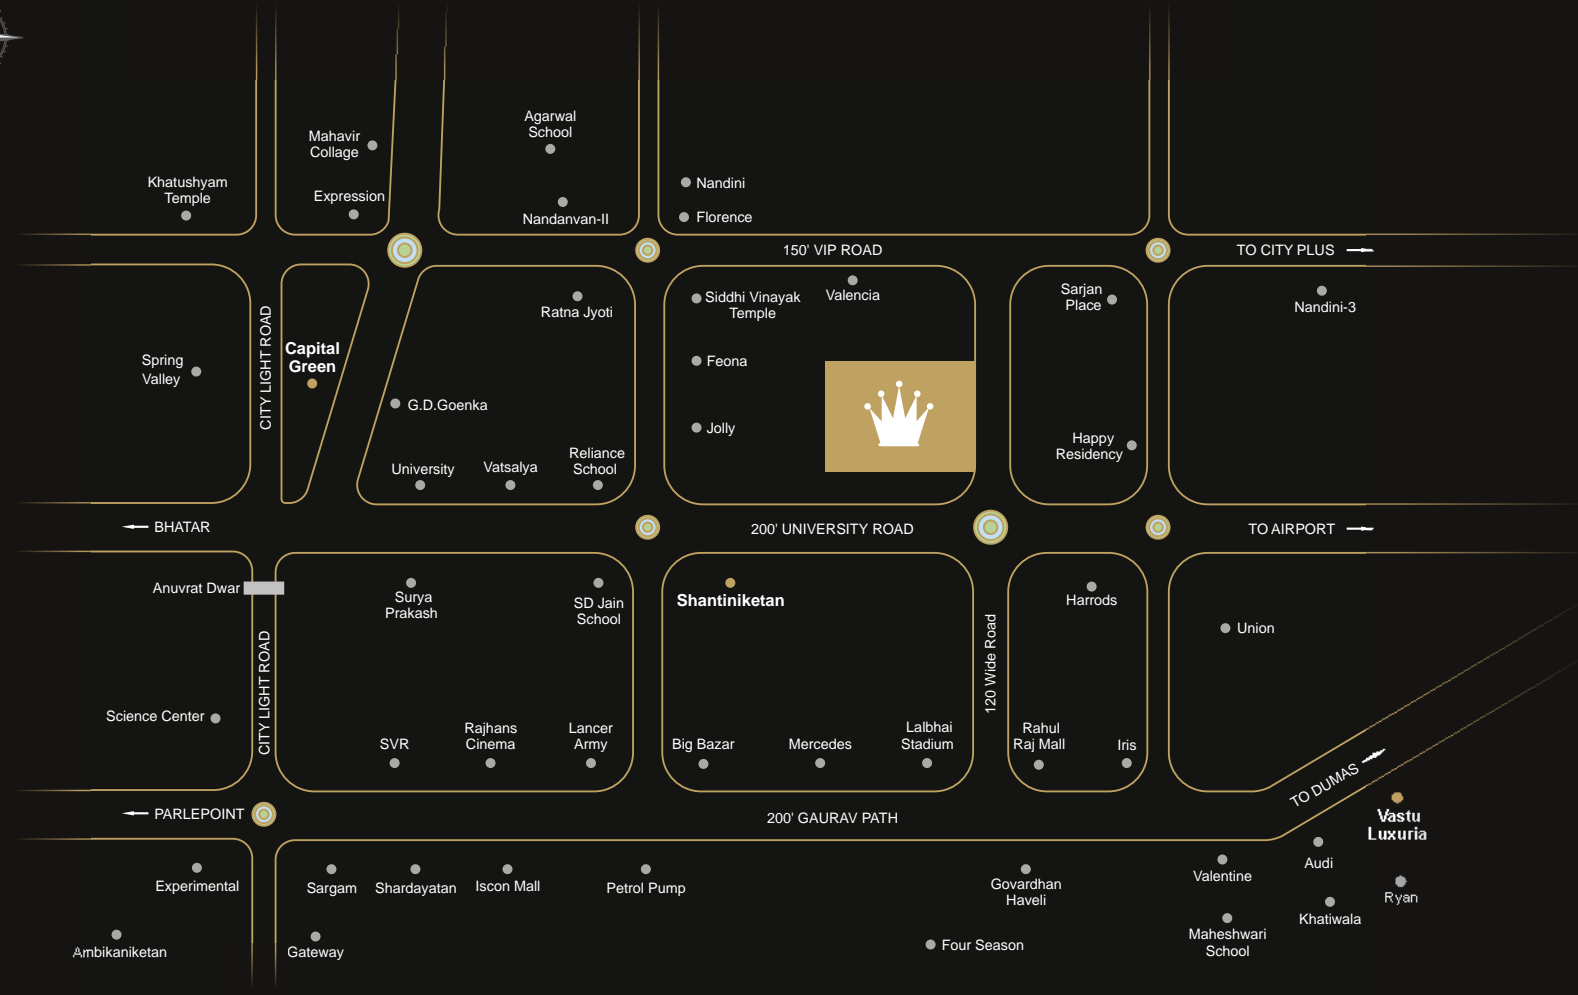 Agarwal
School
Mahavir
Collage
Khatushyam
Temple
Expression
Nandini
Nandanvan-II
Florence
150' VIP ROAD
TO CITY PLUS
Siddhi Vinayak
Temple
Valencia
Sarjan
Place
Ratna Jyoti
Nandini-3
CITY LIGHT ROAD
Capital
Green
Spring
Valley
Feona
G.D.Goenka
Jolly
Happy
Residency
University
Vatsalya
Reliance
School
BHATAR
200' UNIVERSITY ROAD
TO AIRPORT
Anuvrat Dwar
Surya
Prakash
SD Jain
School
Shantiniketan
Harrods
Union
CITY LIGHT ROAD
120 Wide Road
Science Center
SVR
Rajhans
Cinema
Lancer
Army
Big Bazar
Mercedes
Lalbhai
Stadium
Rahul
Raj Mall
Iris
TO DUMAS
PARLEPOINT
200' GAURAV PATH
Vastu
Luxuria
Audi
Experimental
Sargam
Shardayatan
Iscon Mall
Petrol Pump
Govardhan
Haveli
Valentine
Ryan
Khatiwala
Ambikaniketan
Gateway
Four Season
Maheshwari
School